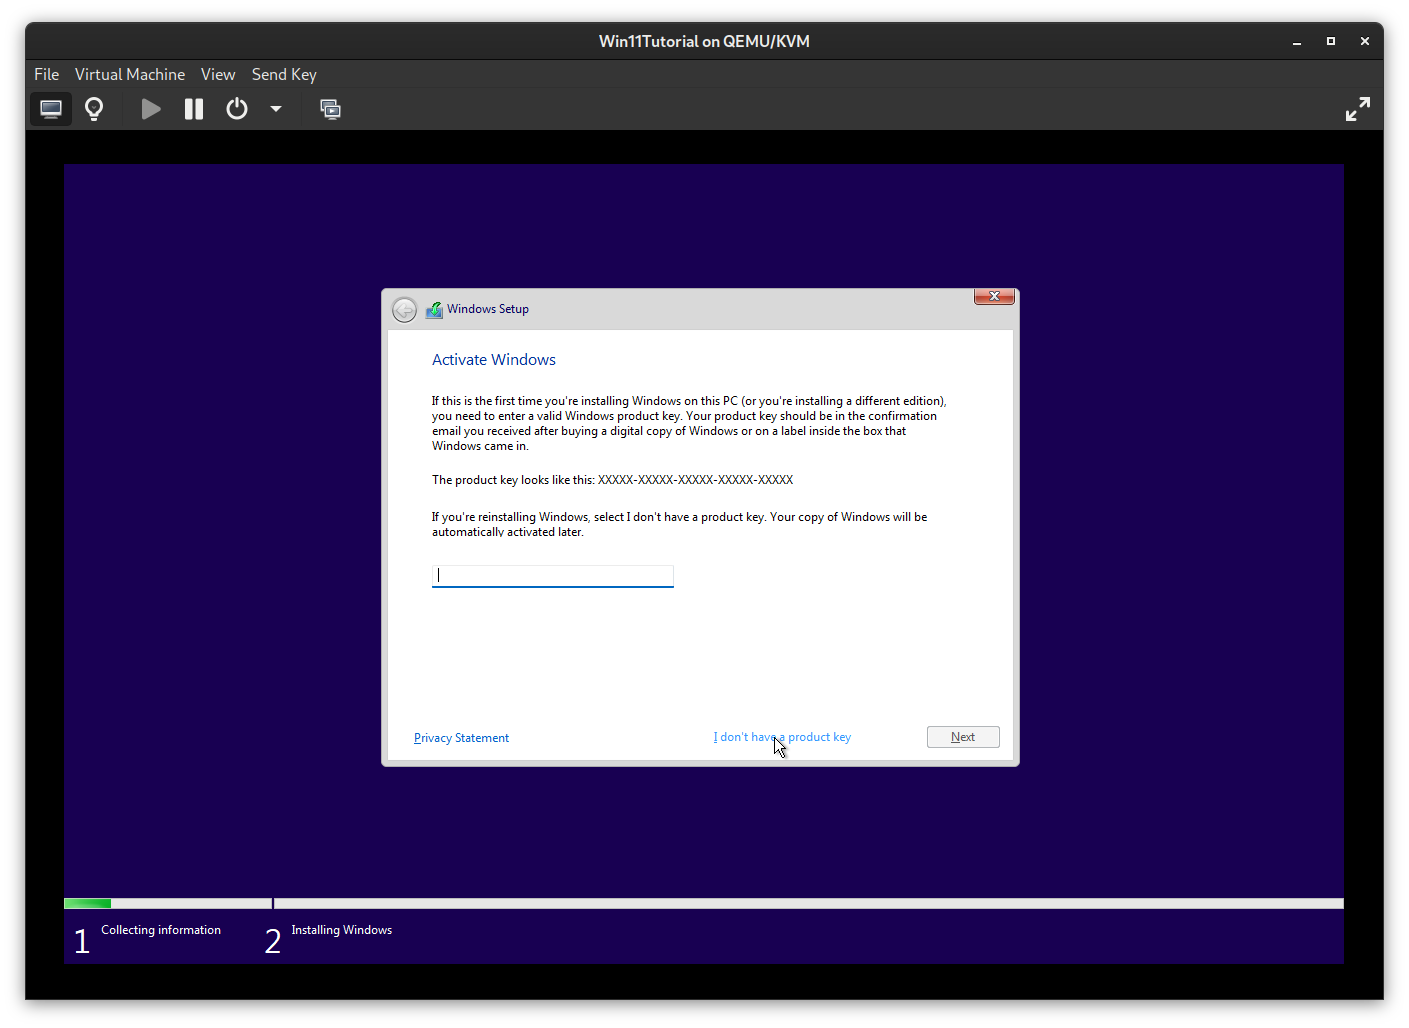 Win11Tutorial on QEMU/KVM
File Virtual Machine View Send Key
Windows Setup
Activate Windows
If this is the first time you're installing Windows on this PC (or you're installing a different edition),
you need to enter a valid Windows product key. Your product key should be in the confirmation
email you received after buying a digital copy of Windows or on a label inside the box that
Windows came in.
The product key looks like this: XXXXX-XXXXX-XXXXX-XXXXX-XXXXX
If you're reinstalling Windows, select I don't have a product key. Your copy of Windows will be
automatically activated later.
Privacy Statement
I don't have a product key
Next
1 Collecting information
2 Installing Windows